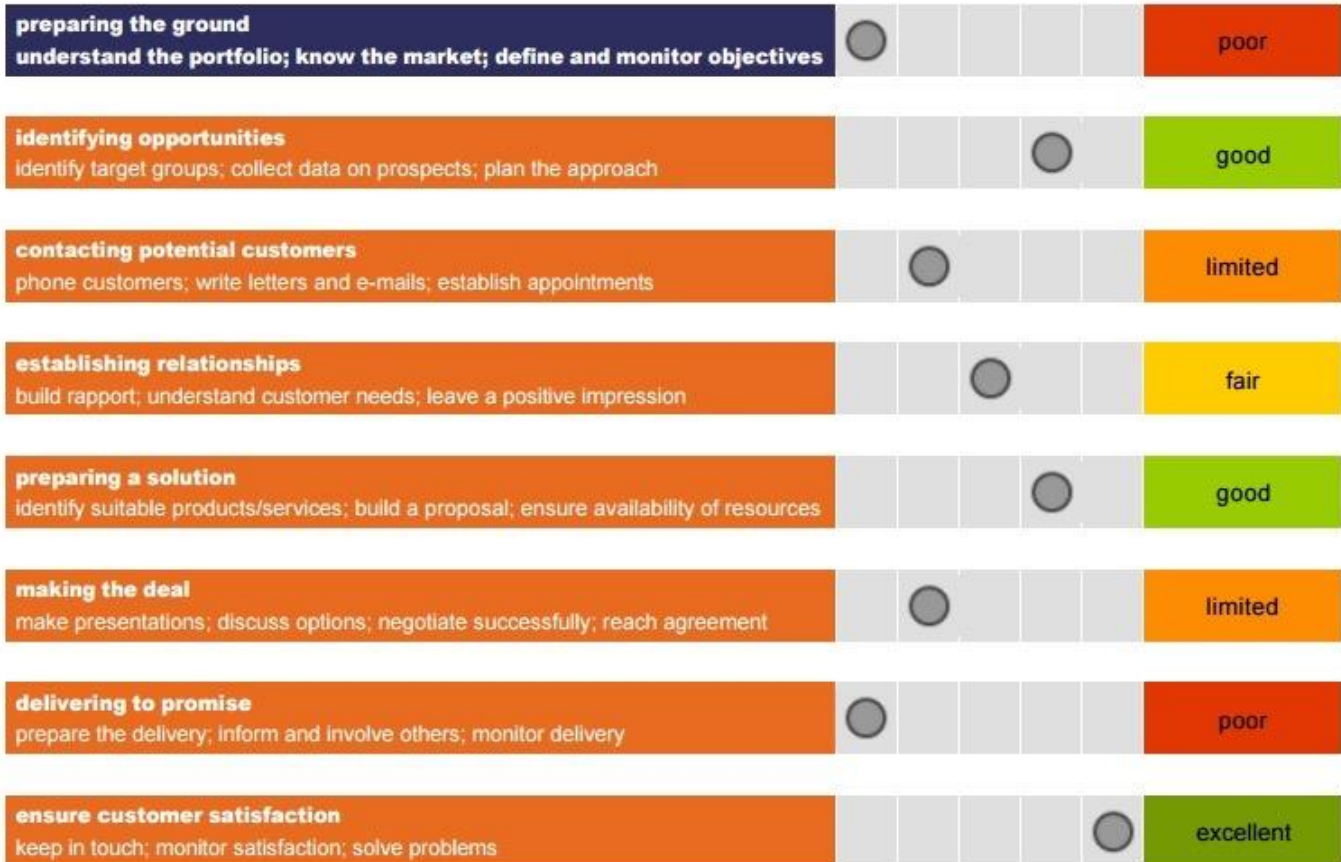 preparing the ground
understand the portfolio; know the market; define and monitor objectives
poor
identifying opportunities
identify target groups; collect data on prospects; plan the approach
good
contacting potential customers
phone customers; write letters and e-mails; establish appointments
limited
establishing relationships
build rapport; understand customer needs; leave a positive impression
fair
preparing a solution
identify suitable products/services; build a proposal; ensure availability of resources
good
making the deal
make presentations; discuss options; negotiate successfully; reach agreement
limited
delivering to promise
prepare the delivery; inform and involve others; monitor delivery
poor
ensure customer satisfaction
keep in touch; monitor satisfaction; solve problems
excellent